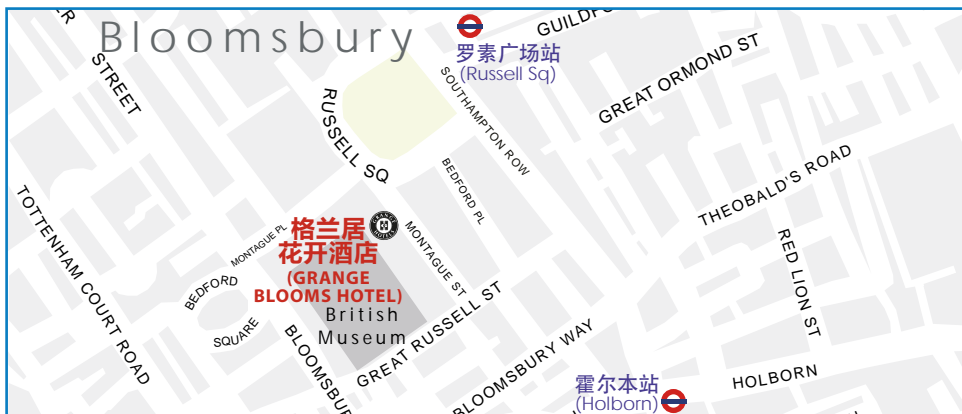 Bloomsbury
STREET
罗素广场站
(Russell Sq)
GREAT ORMOND ST
SOUTHAMPTON ROW
RUSSELL SQ
BEDFORD PL
THEOBALD'S ROAD
TOTTENHAM COURT ROAD
格兰居
花开酒店
(GRANGE
BLOOMS HOTEL)
MONTAGUE PL
MONTAGUE ST
BEDFORD
SQUARE
British
Museum
RED LION ST
GREAT RUSSELL ST
BLOOMSBURY WAY
霍尔本站
(Holborn)
HOLBORN